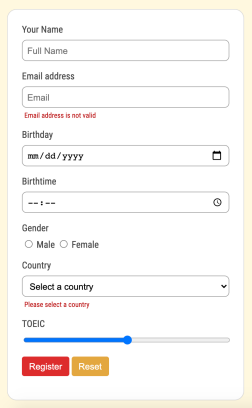 Your Name
Full Name
Email address
Email
Email address is not valid
Birthday
mm/dd/yyyy
Birthtime
--:--
Gender
Male Female
Country
Select a country
Please select a country
TOEIC
Register Reset